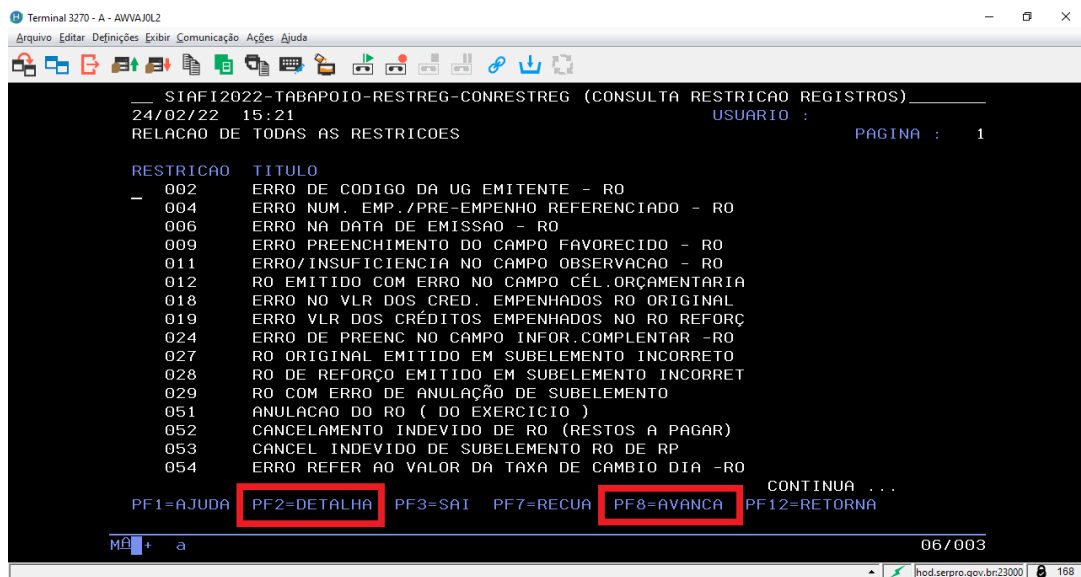 Terminal 3270 - A - AWVAJ0L2
Arquivo Editar Definições Exibir Comunicação Ações Ajuda
__ SIAFI2022-TABAPOIO-RESTREG-CONRESTREG (CONSULTA RESTRICAO REGISTROS)_______
24/02/22 15:21 USUARIO :
RELACAO DE TODAS AS RESTRICOES PAGINA : 1
RESTRICAO TITULO
_ 002 ERRO DE CODIGO DA UG EMITENTE - RO
004 ERRO NUM. EMP./PRE-EMPENHO REFERENCIADO - RO
006 ERRO NA DATA DE EMISSAO - RO
009 ERRO PREENCHIMENTO DO CAMPO FAVORECIDO - RO
011 ERRO/INSUFICIENCIA NO CAMPO OBSERVACAO - RO
012 RO EMITIDO COM ERRO NO CAMPO CÉL.ORÇAMENTARIA
018 ERRO NO VLR DOS CRED. EMPENHADOS RO ORIGINAL
019 ERRO VLR DOS CRÉDITOS EMPENHADOS NO RO REFORÇ
024 ERRO DE PREENC NO CAMPO INFOR.COMPLENTAR -RO
027 RO ORIGINAL EMITIDO EM SUBELEMENTO INCORRETO
028 RO DE REFORÇO EMITIDO EM SUBELEMENTO INCORRET
029 RO COM ERRO DE ANULAÇÃO DE SUBELEMENTO
051 ANULACAO DO RO ( DO EXERCICIO )
052 CANCELAMENTO INDEVIDO DE RO (RESTOS A PAGAR)
053 CANCEL INDEVIDO DE SUBELEMENTO RO DE RP
054 ERRO REFER AO VALOR DA TAXA DE CAMBIO DIA -RO
CONTINUA ...
PF1=AJUDA PF2=DETALHA PF3=SAI PF7=RECUA PF8=AVANCA PF12=RETORNA
MA + a 06/003
hod.serpro.gov.br:23000 168